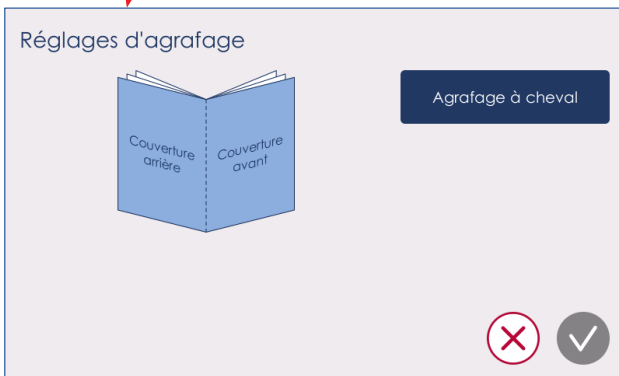 Réglages d'agrafage
Couverture
arrière
Couverture
avant
Agrafage à cheval